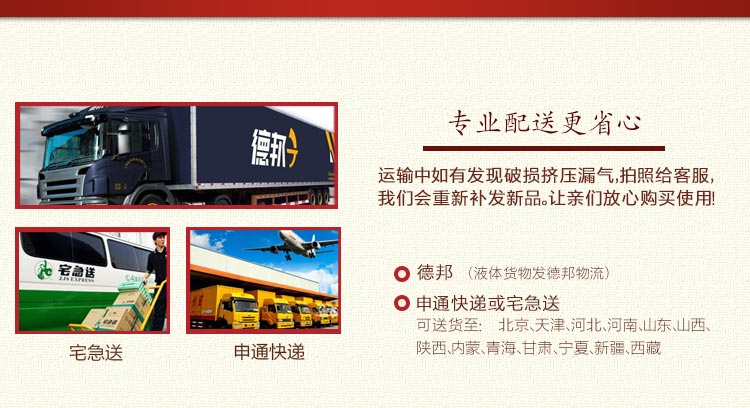 专业配送更省心
运输中如有发现破损挤压漏气,拍照给客服,
我们会重新补发新品。让亲们放心购买使用!
德邦
宅急送
ZJS EXPRESS
宅急送
申通快递
德邦 （液体货物发德邦物流）
申通快递或宅急送
可送货至: 北京、天津、河北、河南、山东、山西、
陕西、内蒙、青海、甘肃、宁夏、新疆、西藏